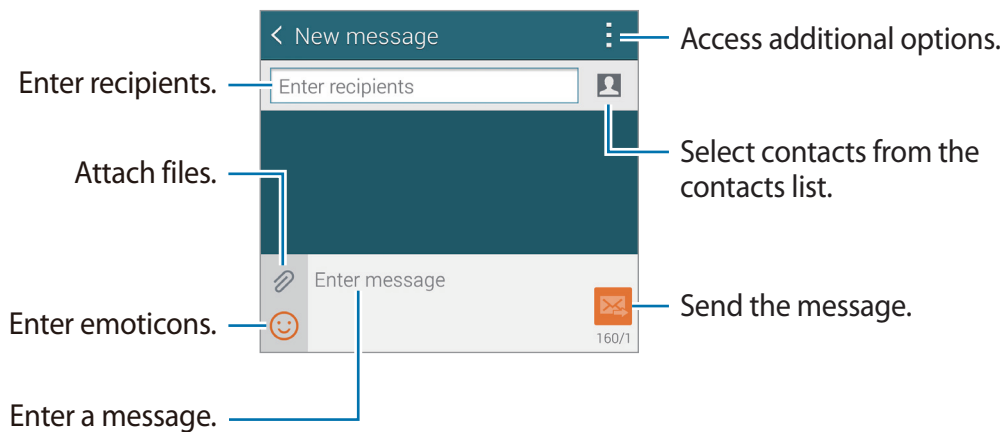 New message
Access additional options.
Enter recipients.
Enter recipients
Select contacts from the
contacts list.
Attach files.
Enter message
Send the message.
Enter emoticons.
160/1
Enter a message.